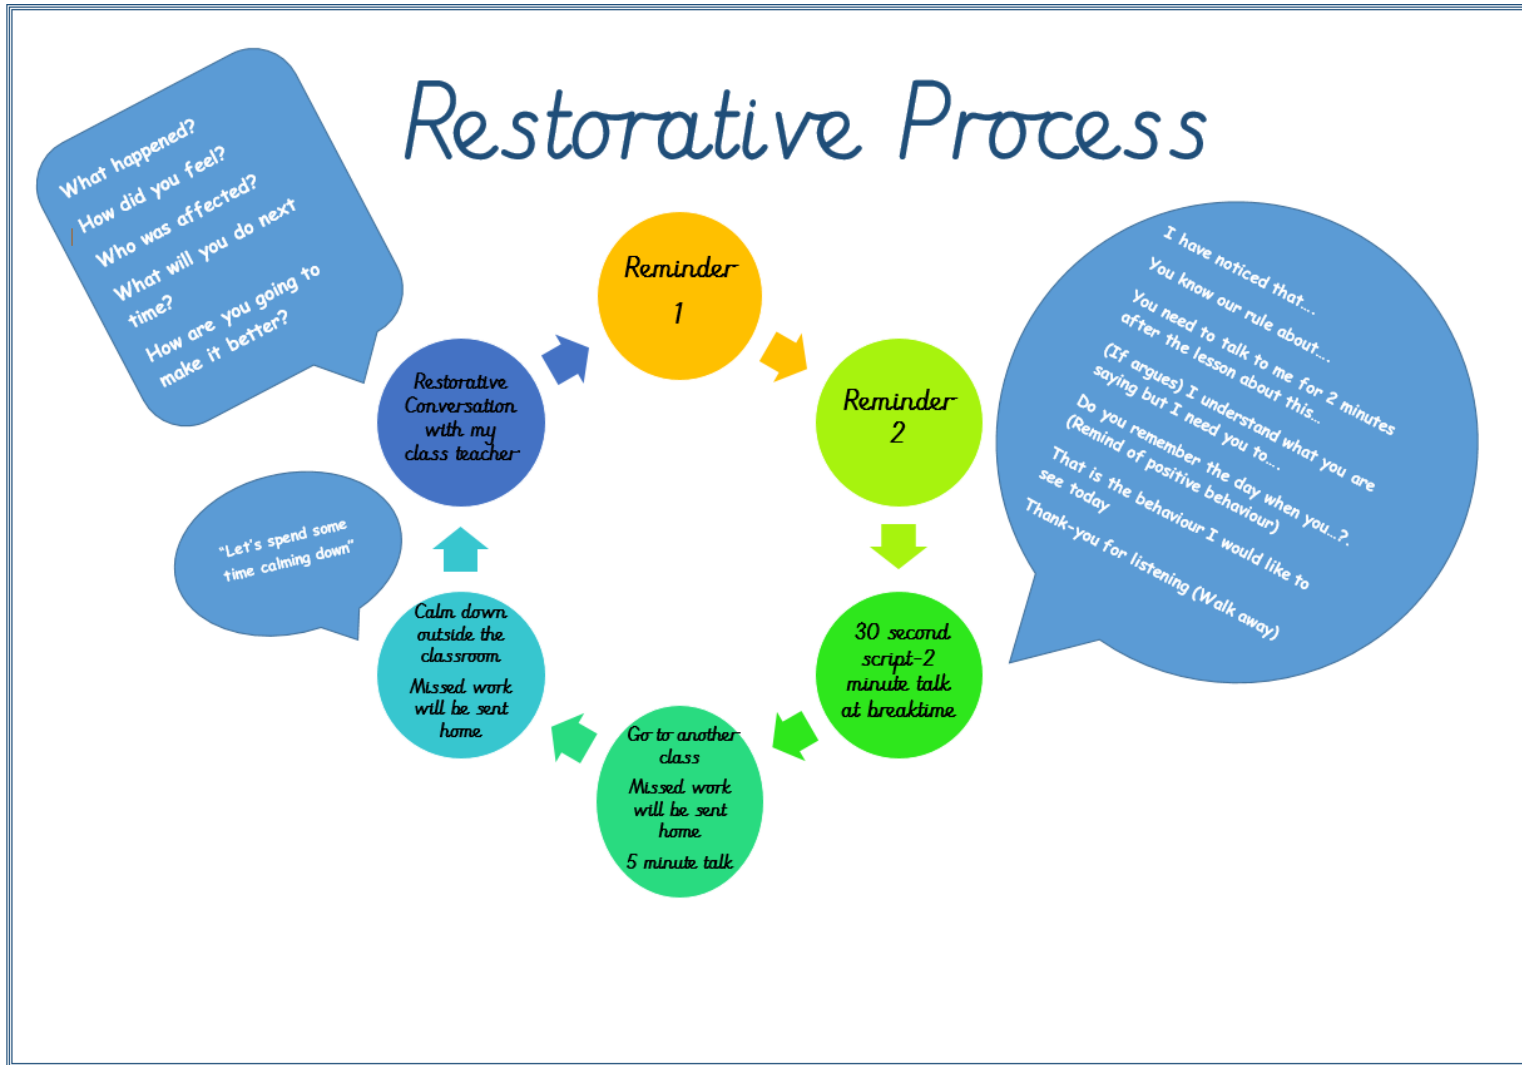 Restorative Process
What happened?
How did you feel?
Who was affected?
What will you do next
time?
How are you going to
make it better?
Reminder
1
Reminder
2
I have noticed that....
You know our rule about...
You need to talk to me for 2 minutes
after the lesson about this...
(If argues) I understand what you are
saying but I need you to....
Do you remember the day when you...?.
(Remind of positive behaviour)
That is the behaviour I would like to
see today
Thank-you for listening (Walk away)
30 second
script-2
minute talk
at breaktime
Go to another
class
Missed work
will be sent
home
5 minute talk
Calm down
outside the
classroom
Missed work
will be sent
home
“Let's spend some
time calming down”
Restorative
Conversation
with my
class teacher